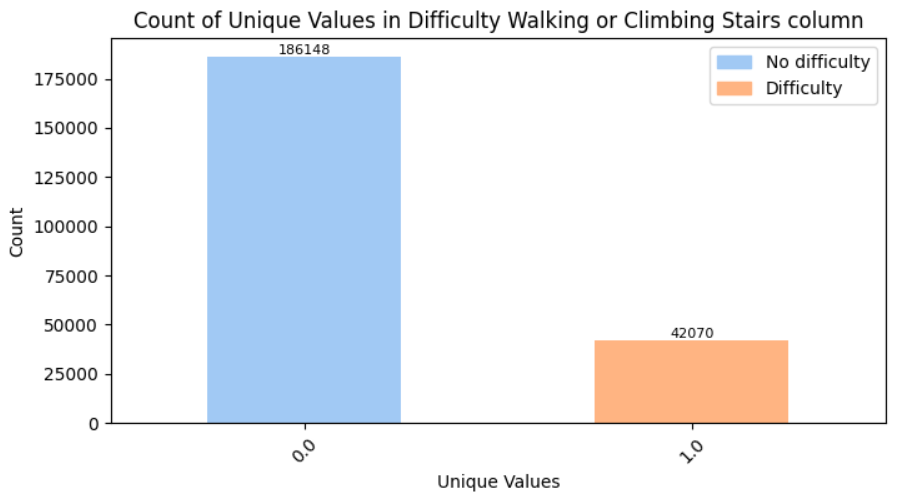 Count of Unique Values in Difficulty Walking or Climbing Stairs column
186148
No difficulty
Difficulty
175000
150000
125000
100000
75000
50000
25000
0
Count
42070
0.0
1.0
Unique Values